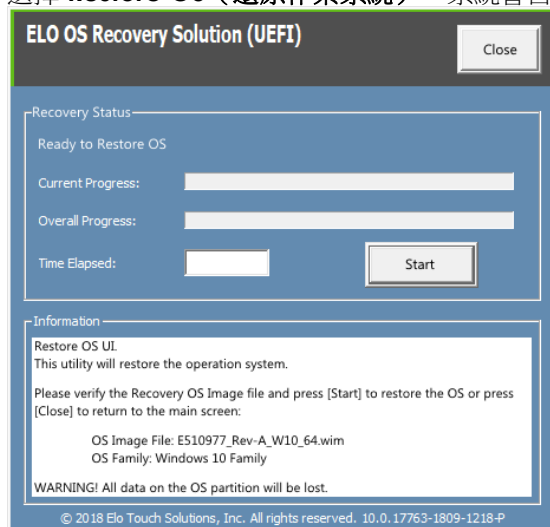 ELO OS Recovery Solution (UEFI)
Close
Recovery Status
Ready to Restore OS
Current Progress:
Overall Progress:
Time Elapsed:
Start
Information
Restore OS UI.
This utility will restore the operation system.
Please verify the Recovery OS Image file and press [Start] to restore the OS or press
[Close] to return to the main screen:
OS Image File: E510977_Rev-A_W10_64.wim
OS Family: Windows 10 Family
WARNING! All data on the OS partition will be lost.
© 2018 Elo Touch Solutions, Inc. All rights reserved. 10.0.17763-1809-1218-P